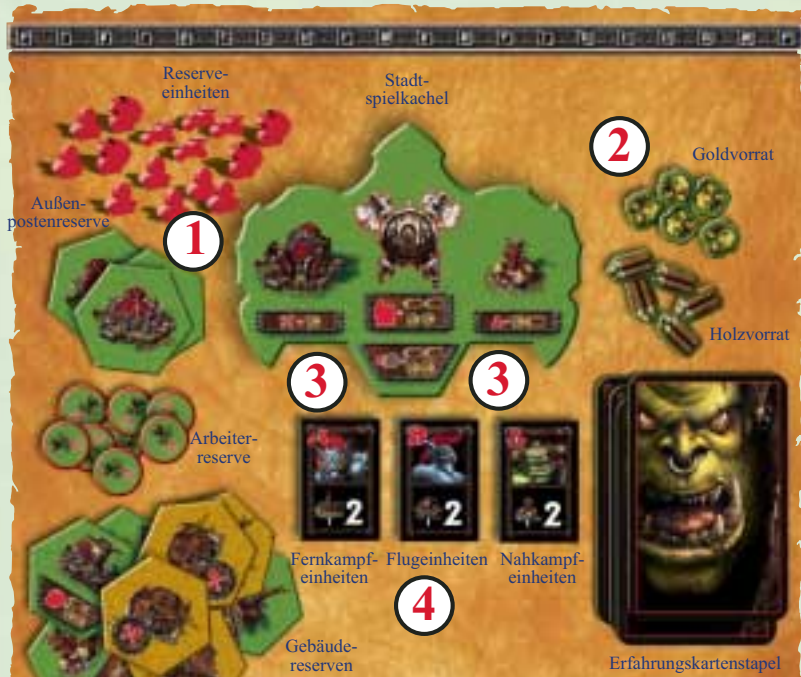 Reserve-
einheiten
Stadt-
spielkachel
2
Goldvorrat
Außen-
postenreserve
1
Holzvorrat
3
3
Arbeiter-
reserve
2
2
2
Fernkampf-
einheiten
Flugeinheiten
Nahkampf-
einheiten
4
Gebäude-
reserven
Erfahrungskartenstapel